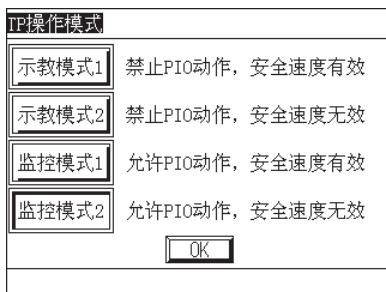 TP操作模式
示教模式1 禁止PIO动作，安全速度有效
示教模式2 禁止PIO动作，安全速度无效
监控模式1 允许PIO动作，安全速度有效
监控模式2 允许PIO动作，安全速度无效
OK